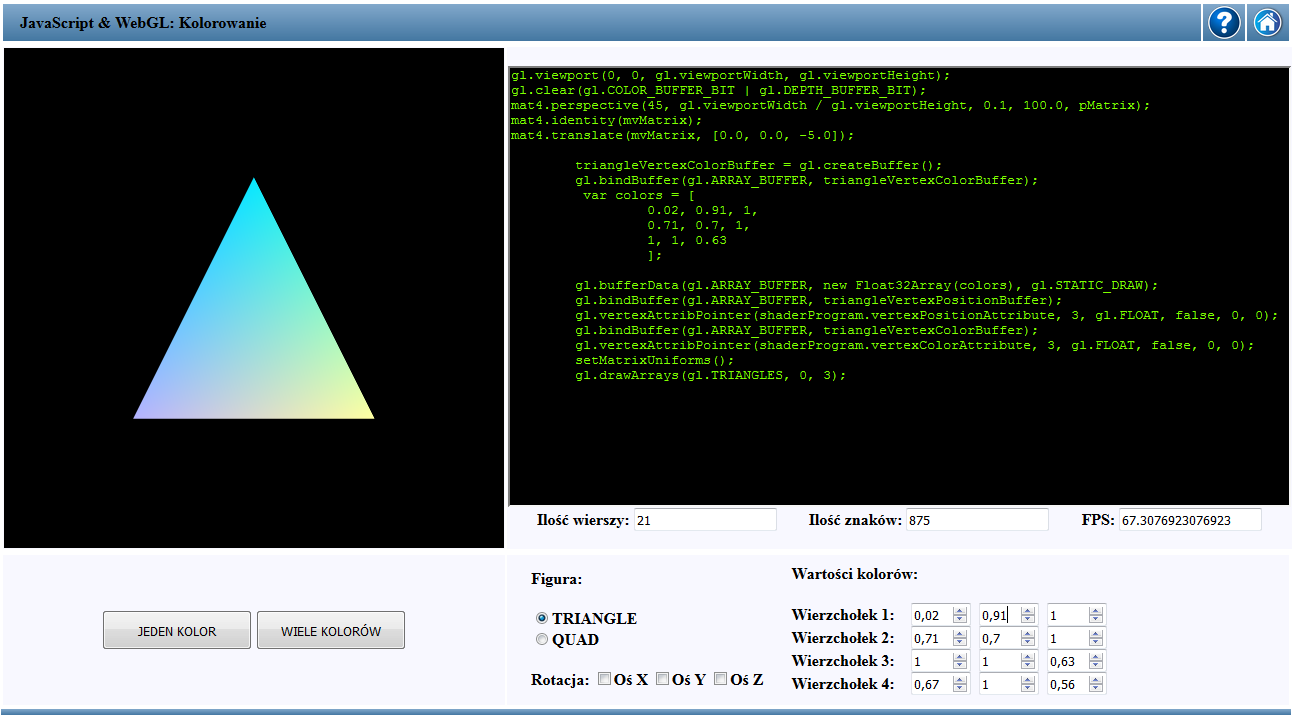 JavaScript & WebGL: Kolorowanie
?
gl.viewport(0, 0, gl.viewportWidth, gl.viewportHeight);
gl.clear(gl.COLOR_BUFFER_BIT | gl.DEPTH_BUFFER_BIT);
mat4.perspective(45, gl.viewportWidth / gl.viewportHeight, 0.1, 100.0, pMatrix);
mat4.identity(mvMatrix);
mat4.translate(mvMatrix, [0.0, 0.0, -5.0]);
triangleVertexColorBuffer = gl.createBuffer();
gl.bindBuffer(gl.ARRAY_BUFFER, triangleVertexColorBuffer);
var colors = [
0.02, 0.91, 1,
0.71, 0.7, 1,
1, 1, 0.63
];
gl.bufferData(gl.ARRAY_BUFFER, new Float32Array(colors), gl.STATIC_DRAW);
gl.bindBuffer(gl.ARRAY_BUFFER, triangleVertexPositionBuffer);
gl.vertexAttribPointer(shaderProgram.vertexPositionAttribute, 3, gl.FLOAT, false, 0, 0);
gl.bindBuffer(gl.ARRAY_BUFFER, triangleVertexColorBuffer);
gl.vertexAttribPointer(shaderProgram.vertexColorAttribute, 3, gl.FLOAT, false, 0, 0);
setMatrixUniforms();
gl.drawArrays(gl.TRIANGLES, 0, 3);
Ilość wierszy: 21 Ilość znaków: 875 FPS: 67.3076923076923
JEDEN KOLOR WIELE KOLORÓW
Figura:
TRIANGLE
QUAD
Rotacja: Oś X Oś Y Oś Z
Wartości kolorów:
Wierzchołek 1: 0,02 0,91 1
Wierzchołek 2: 0,71 0,7 1
Wierzchołek 3: 1 1 0,63
Wierzchołek 4: 0,67 1 0,56